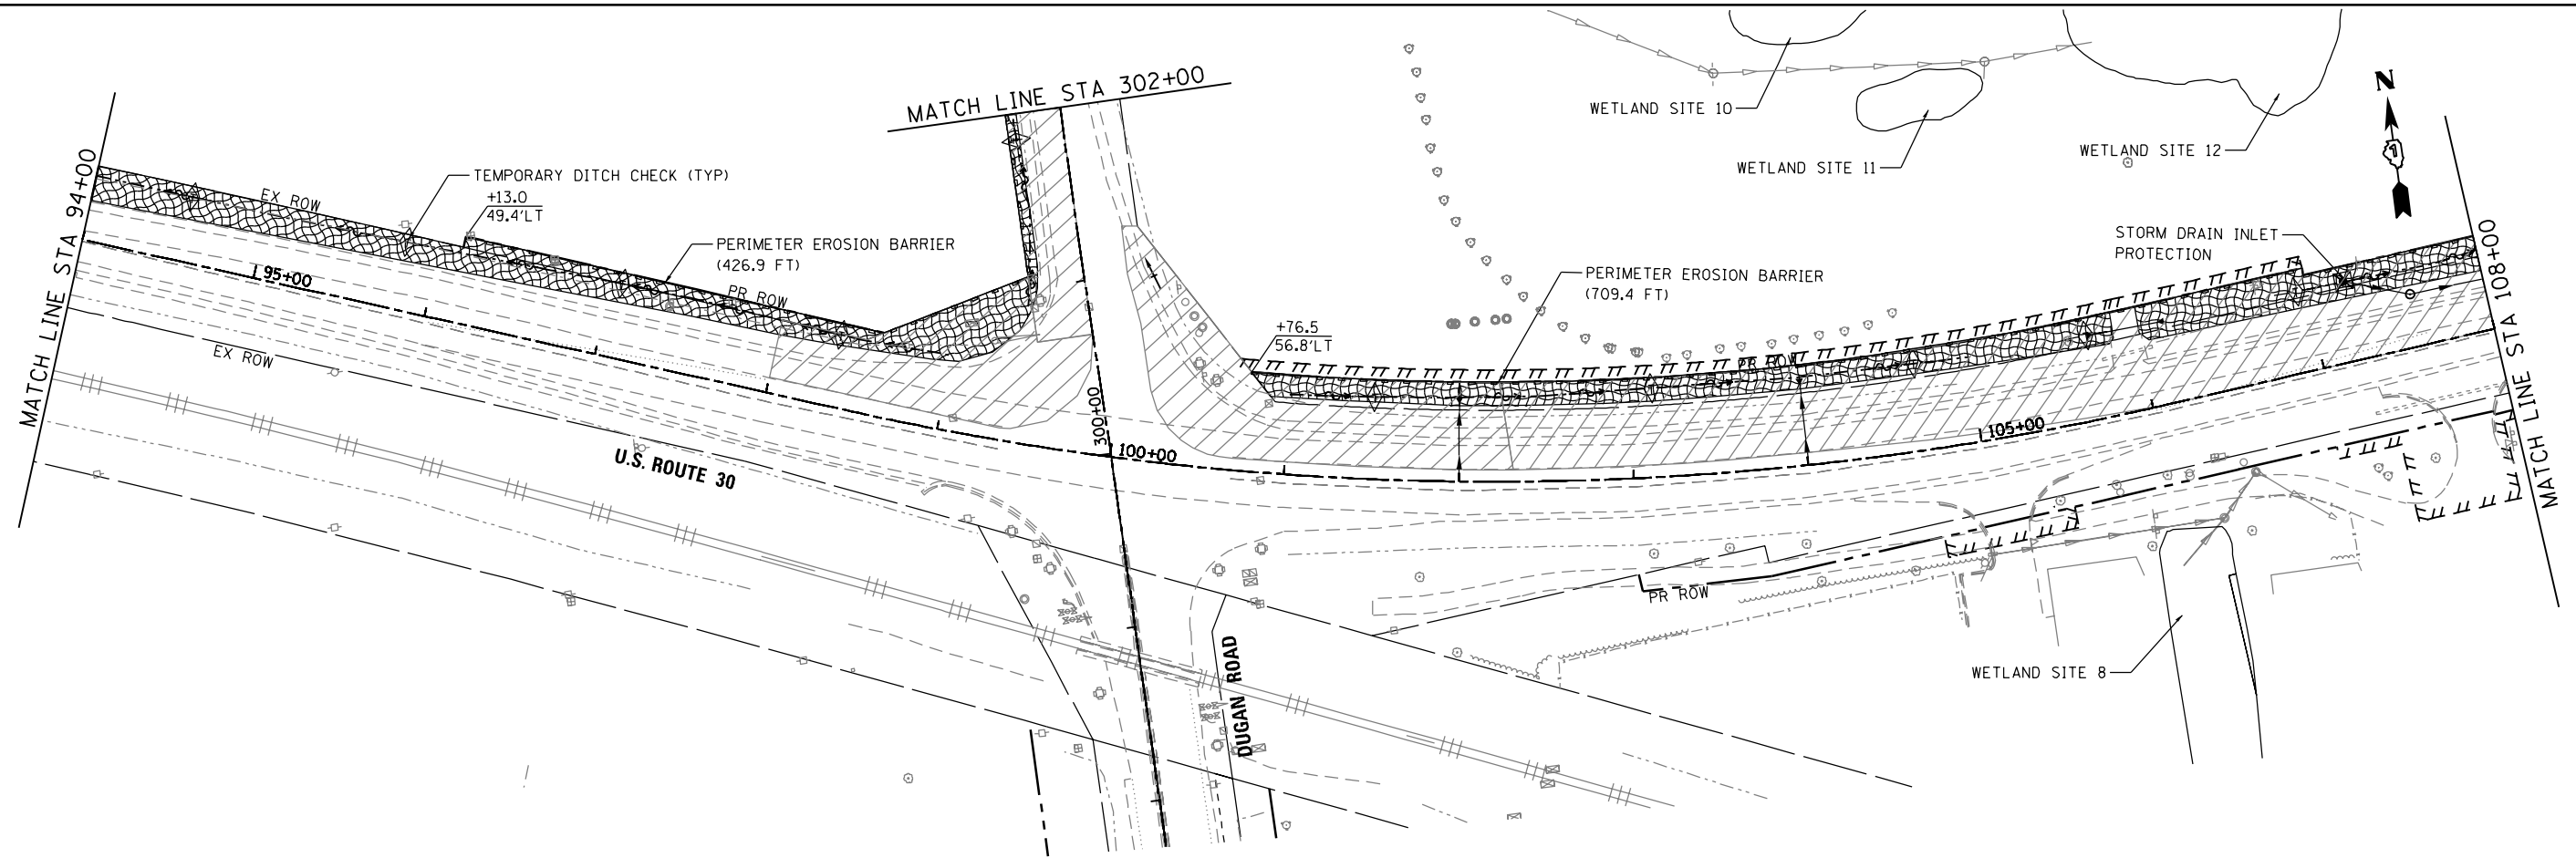 MATCH LINE STA 302+00
WETLAND SITE 10
WETLAND SITE 11
WETLAND SITE 12
N
MATCH LINE STA 94+00
EX ROW
TEMPORARY DITCH CHECK (TYP)
+13.0
49.4'LT
PERIMETER EROSION BARRIER
(426.9 FT)
PR ROW
95+00
EX ROW
U.S. ROUTE 30
300+00
100+00
+76.5
56.8'LT
PERIMETER EROSION BARRIER
(709.4 FT)
PR ROW
STORM DRAIN INLET
PROTECTION
105+00
MATCH LINE STA 108+00
PR ROW
DUGAN ROAD
WETLAND SITE 8